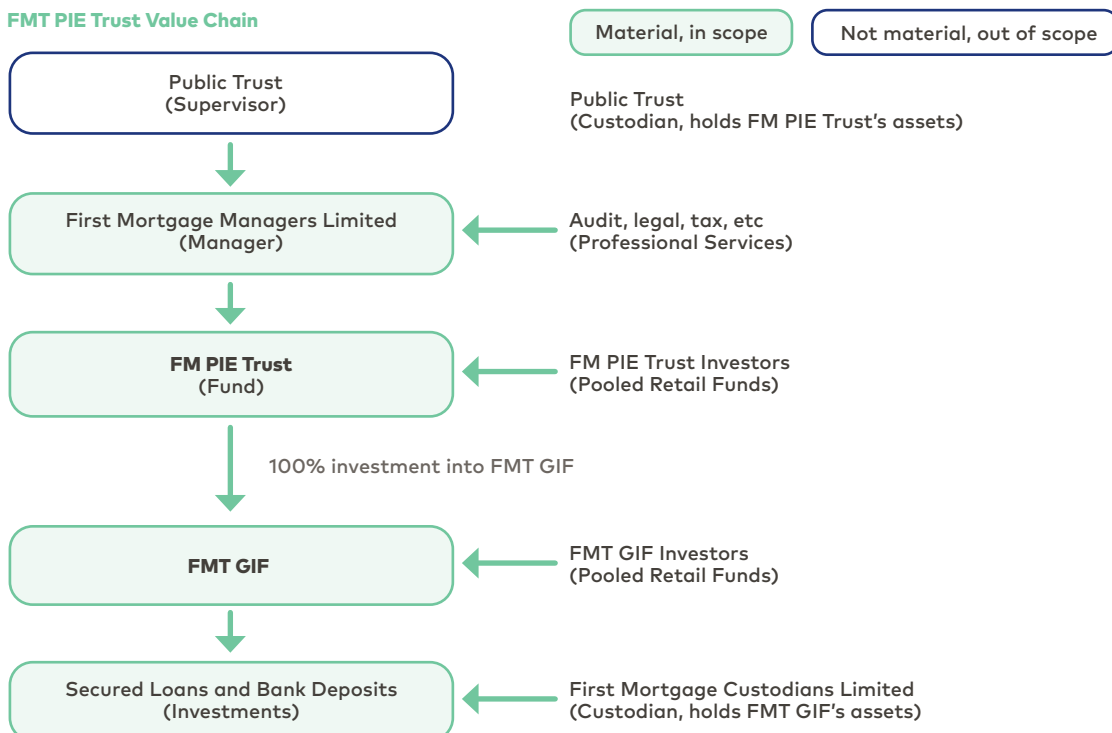 FMT PIE Trust Value Chain
Material, in scope
Not material, out of scope
Public Trust
(Supervisor)
Public Trust
(Custodian, holds FM PIE Trust's assets)
First Mortgage Managers Limited
(Manager)
Audit, legal, tax, etc
(Professional Services)
FM PIE Trust
(Fund)
FM PIE Trust Investors
(Pooled Retail Funds)
100% investment into FMT GIF
FMT GIF
FMT GIF Investors
(Pooled Retail Funds)
Secured Loans and Bank Deposits
(Investments)
First Mortgage Custodians Limited
(Custodian, holds FMT GIF's assets)